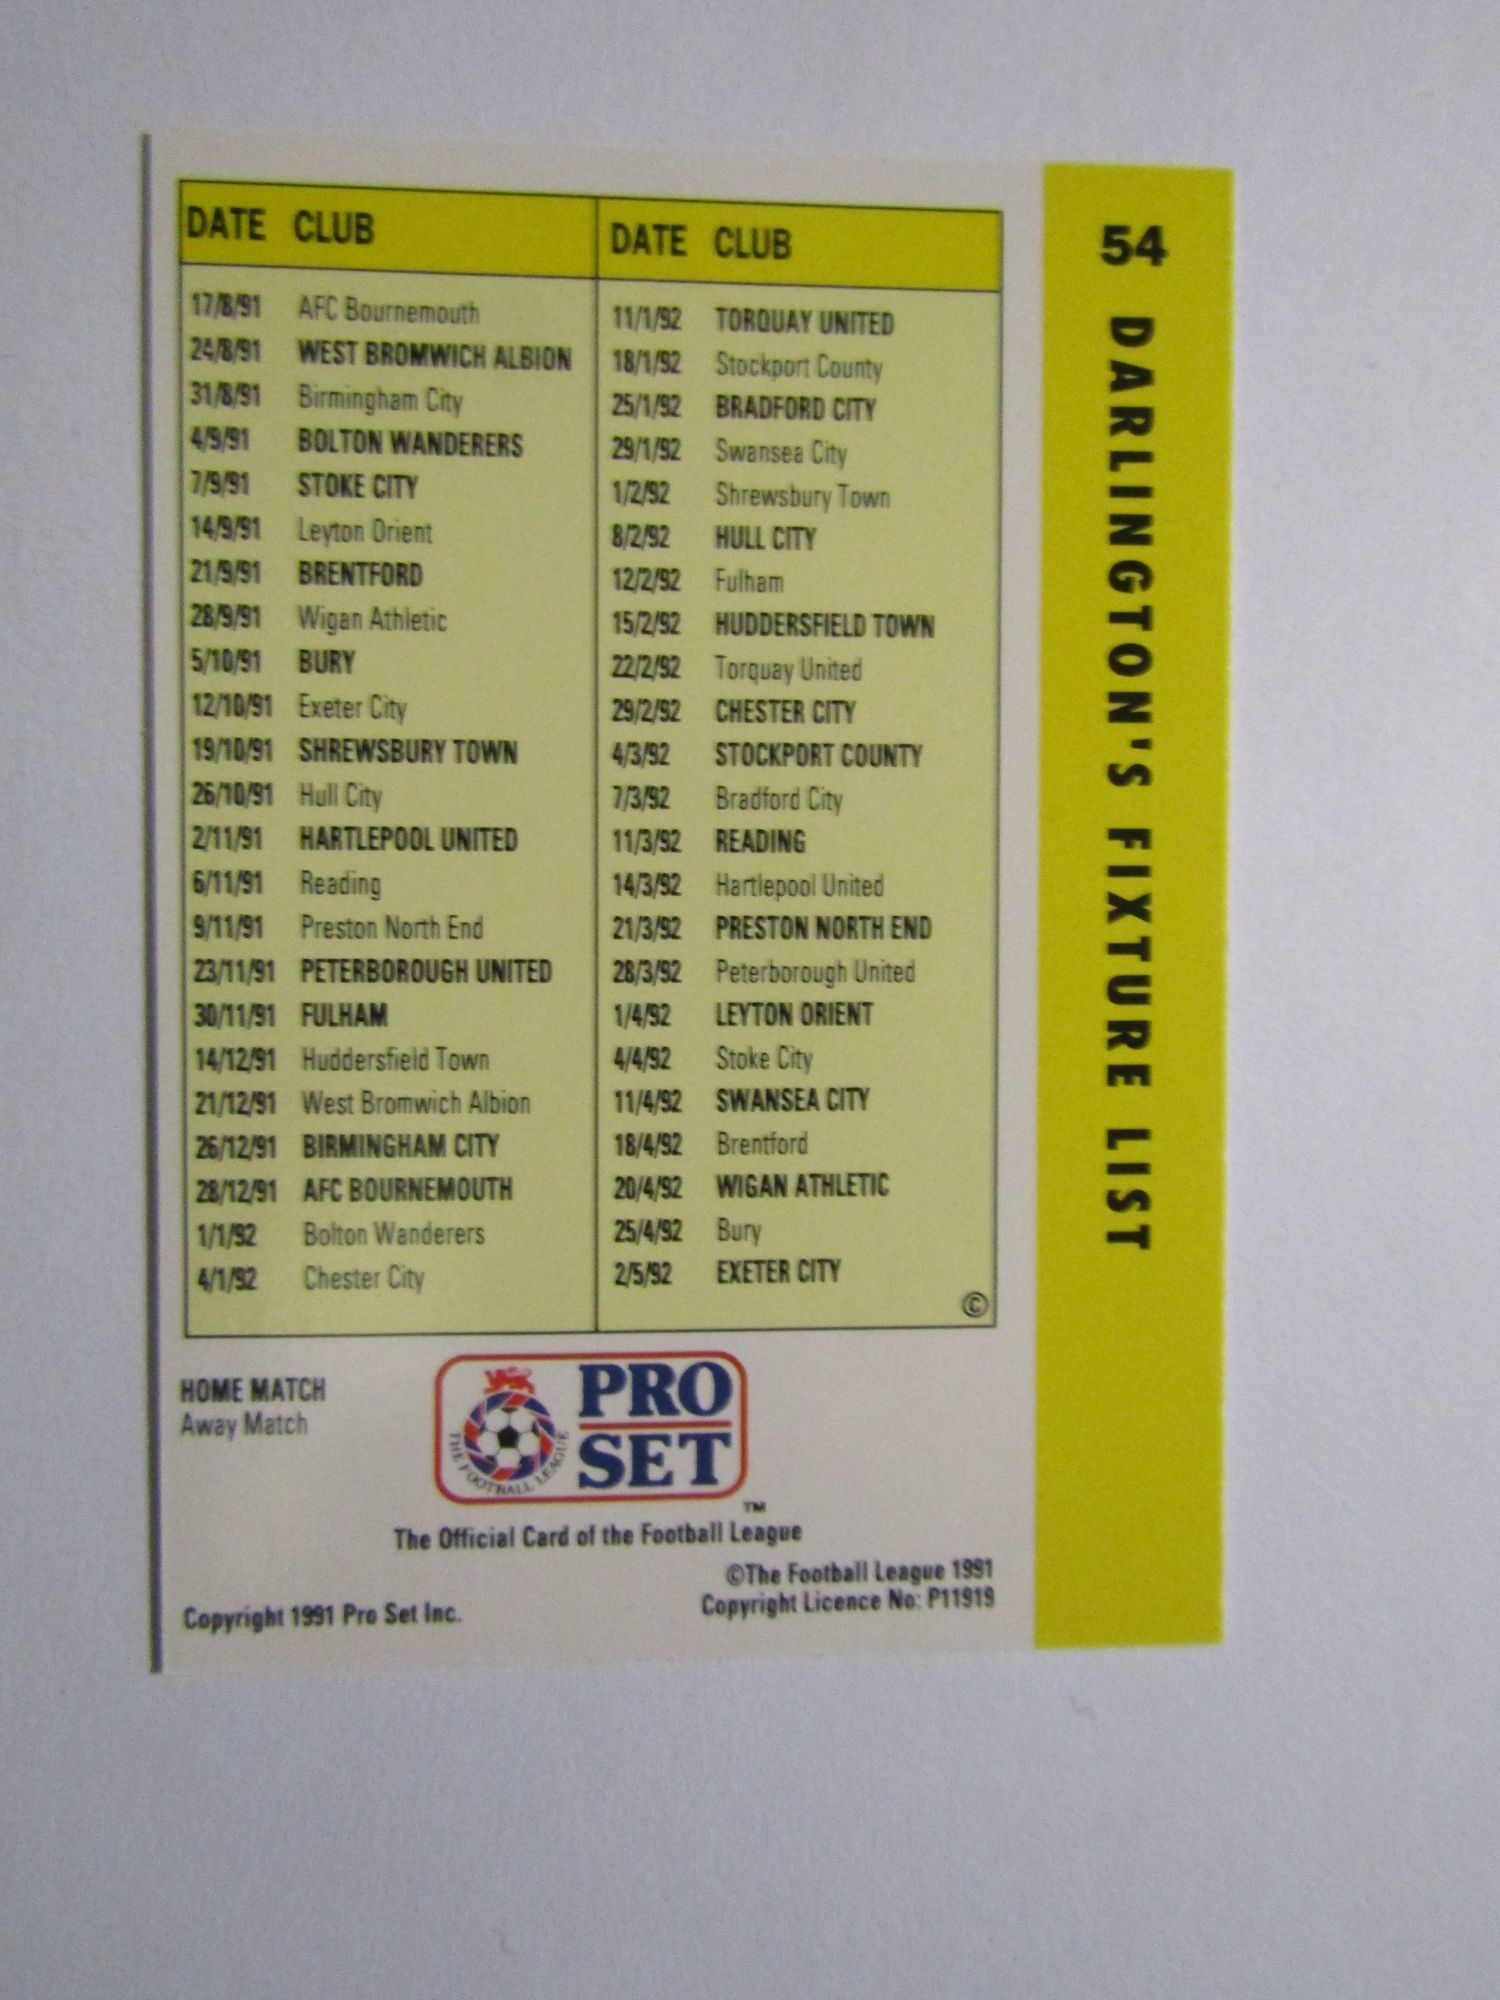 DATE CLUB
17/8/91 AFC Bournemouth
24/8/91 WEST BROMWICH ALBION
31/8/91 Birmingham City
4/9/91 BOLTON WANDERERS
7/9/91 STOKE CITY
14/9/91 Leyton Orient
21/9/91 BRENTFORD
28/9/91 Wigan Athletic
5/10/91 BURY
12/10/91 Exeter City
19/10/91 SHREWSBURY TOWN
26/10/91 Hull City
2/11/91 HARTLEPOOL UNITED
6/11/91 Reading
9/11/91 Preston North End
23/11/91 PETERBOROUGH UNITED
30/11/91 FULHAM
14/12/91 Huddersfield Town
21/12/91 West Bromwich Albion
26/12/91 BIRMINGHAM CITY
28/12/91 AFC BOURNEMOUTH
1/1/92 Bolton Wanderers
4/1/92 Chester City
DATE CLUB
11/1/92 TORQUAY UNITED
18/1/92 Stockport County
25/1/92 BRADFORD CITY
29/1/92 Swansea City
1/2/92 Shrewsbury Town
8/2/92 HULL CITY
12/2/92 Fulham
15/2/92 HUDDERSFIELD TOWN
22/2/92 Torquay United
29/2/92 CHESTER CITY
4/3/92 STOCKPORT COUNTY
7/3/92 Bradford City
11/3/92 READING
14/3/92 Hartlepool United
21/3/92 PRESTON NORTH END
28/3/92 Peterborough United
1/4/92 LEYTON ORIENT
4/4/92 Stoke City
11/4/92 SWANSEA CITY
18/4/92 Brentford
20/4/92 WIGAN ATHLETIC
25/4/92 Bury
2/5/92 EXETER CITY
©
54 DARLINGTON'S FIXTURE LIST
HOME MATCH
Away Match
THE FOOTBALL LEAGUE
PRO
SET
TM
The Official Card of the Football League
©The Football League 1991
Copyright Licence No: P11919
Copyright 1991 Pro Set Inc.